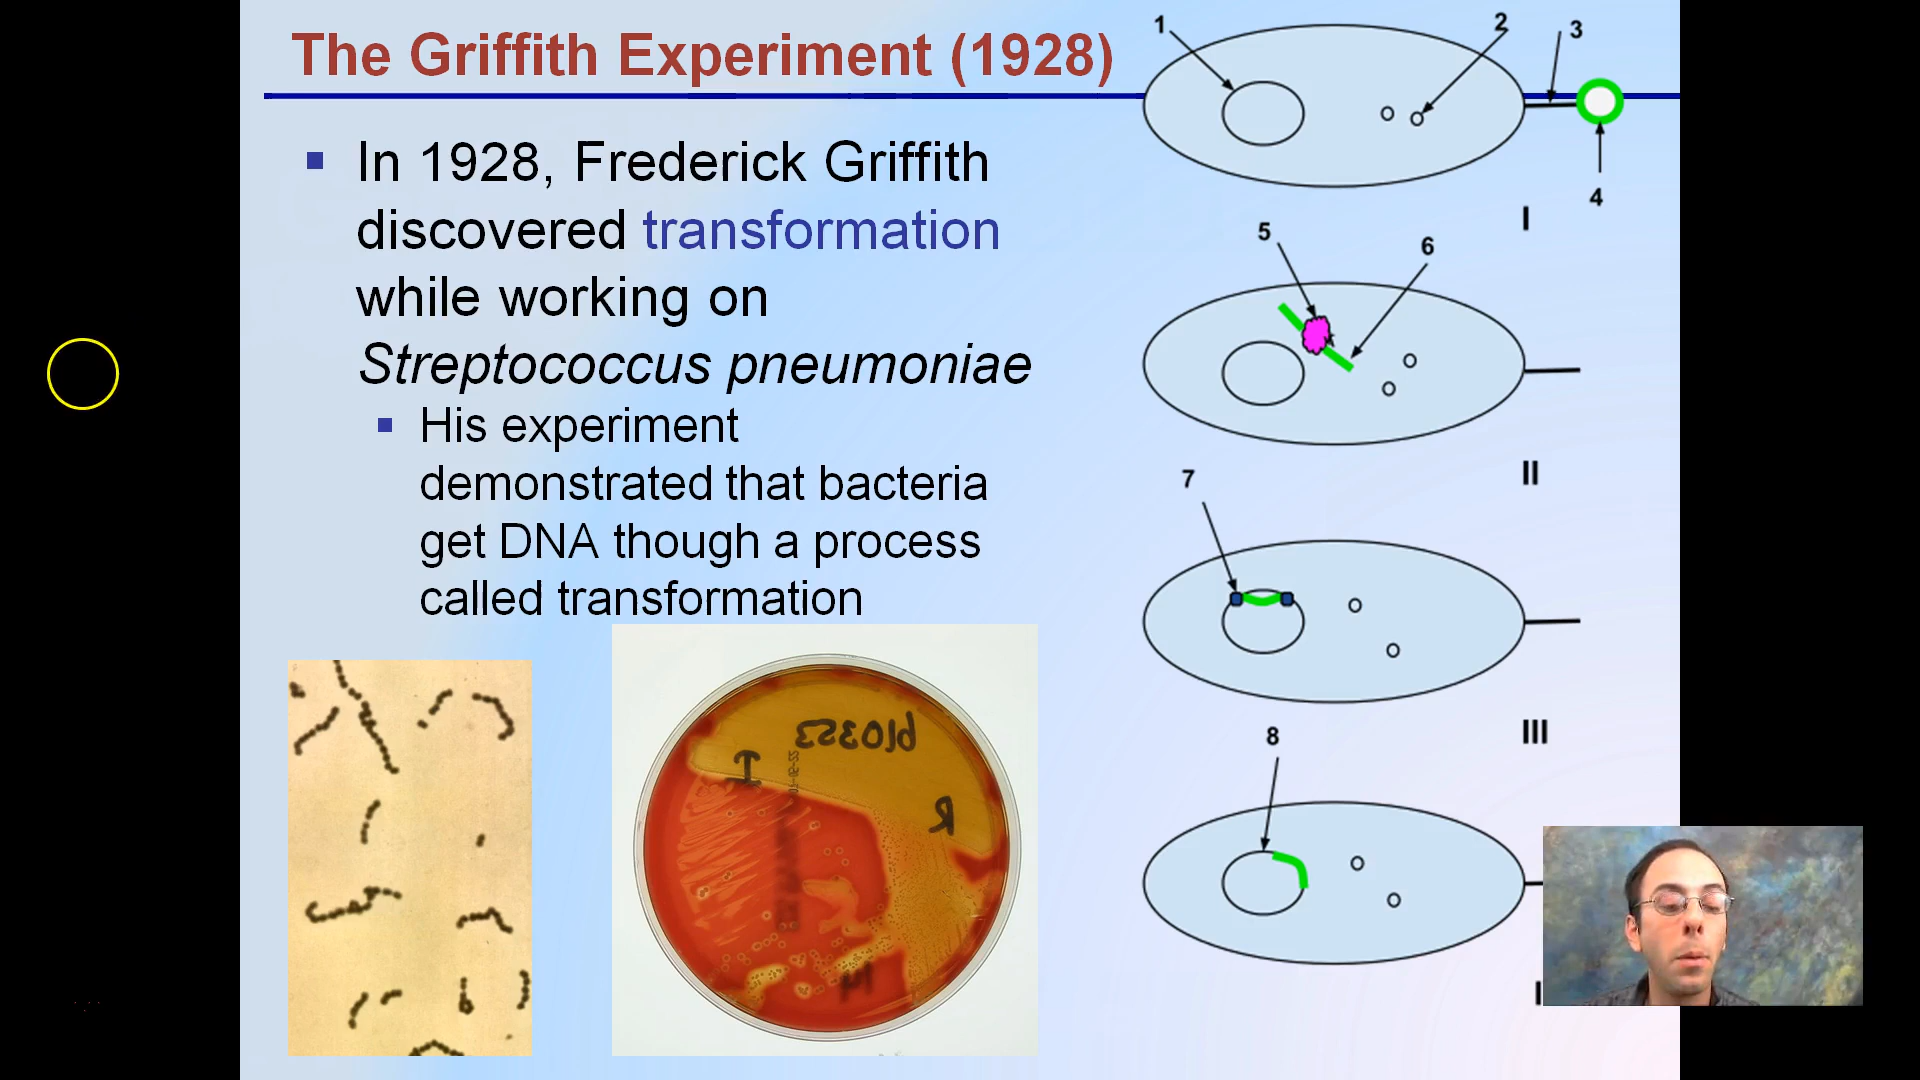 The Griffith Experiment (1928)
In 1928, Frederick Griffith
discovered transformation
while working on
Streptococcus pneumoniae
His experiment
demonstrated that bacteria
get DNA though a process
called transformation
1
2
3
4
I
5
6
II
7
III
8
I
610353
I
R